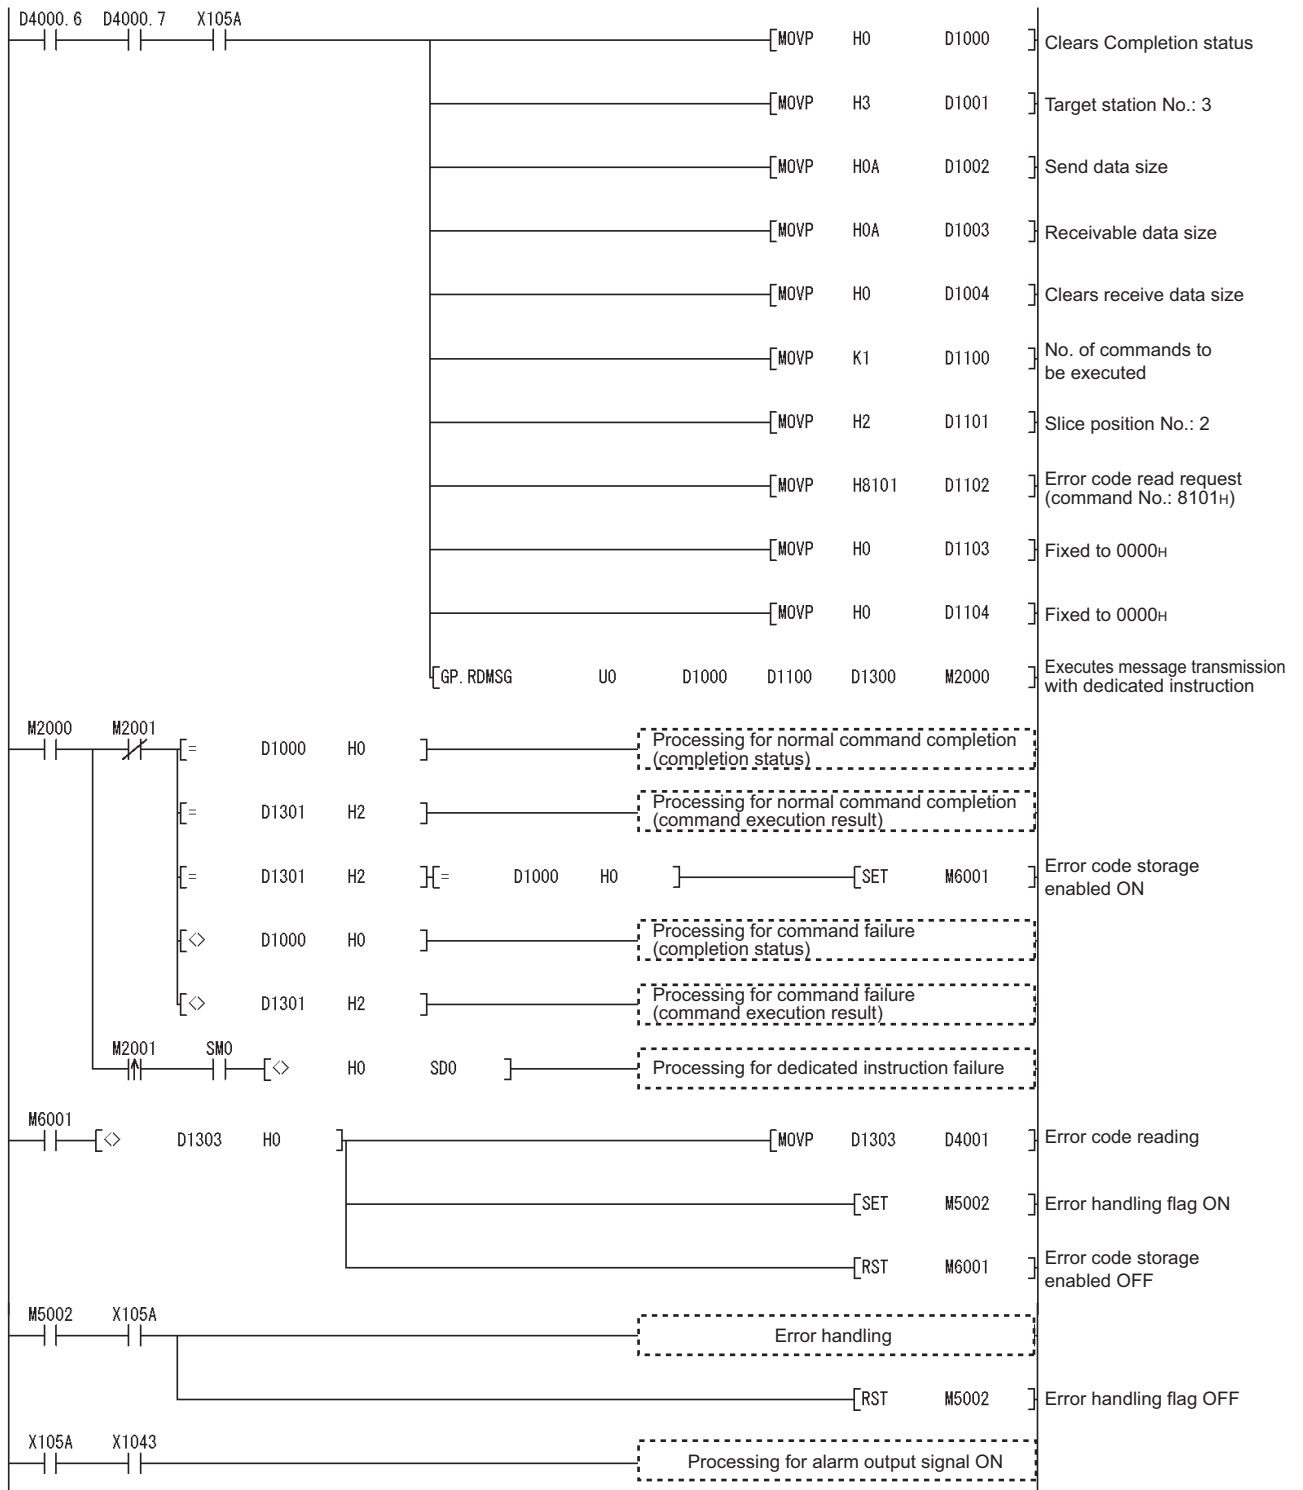 D4000.6 D4000.7 X105A
MOVP H0 D1000 Clears Completion status
MOVP H3 D1001 Target station No.: 3
MOVP H0A D1002 Send data size
MOVP H0A D1003 Receivable data size
MOVP H0 D1004 Clears receive data size
MOVP K1 D1100 No. of commands to
be executed
MOVP H2 D1101 Slice position No.: 2
MOVP H8101 D1102 Error code read request
(command No.: 8101H)
MOVP H0 D1103 Fixed to 0000H
MOVP H0 D1104 Fixed to 0000H
GP.RDMSG U0 D1000 D1100 D1300 M2000 Executes message transmission
with dedicated instruction
M2000 M2001
= D1000 H0 Processing for normal command completion
(completion status)
= D1301 H2 Processing for normal command completion
(command execution result)
= D1301 H2 = D1000 H0 SET M6001 Error code storage
enabled ON
<> D1000 H0 Processing for command failure
(completion status)
<> D1301 H2 Processing for command failure
(command execution result)
M2001 SM0
<> H0 SD0 Processing for dedicated instruction failure
M6001
<> D1303 H0 MOVP D1303 D4001 Error code reading
SET M5002 Error handling flag ON
RST M6001 Error code storage
enabled OFF
M5002 X105A
Error handling
RST M5002 Error handling flag OFF
X105A X1043
Processing for alarm output signal ON